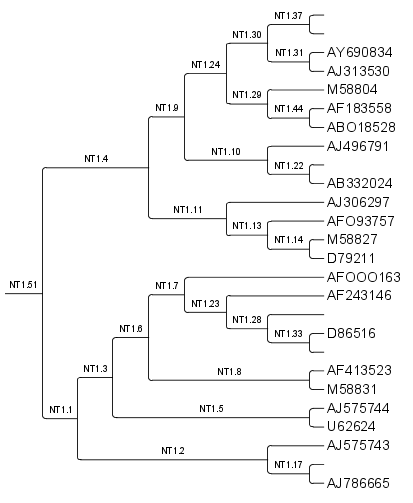 NT1.37
NT1.30
NT1.31 AY690834
AJ313530
NT1.24
M58804
NT1.29
NT1.44 AF183558
NT1.9
ABO18528
AJ496791
NT1.10
NT1.22
NT1.4
AB332024
AJ306297
NT1.11
AFO93757
NT1.13
NT1.14 M58827
D79211
AFOOO163
NT1.7
NT1.51
AF243146
NT1.23
NT1.28
NT1.6
NT1.33 D86516
NT1.3
NT1.8 AF413523
M58831
NT1.1
NT1.5 AJ575744
U62624
AJ575743
NT1.2
NT1.17
AJ786665